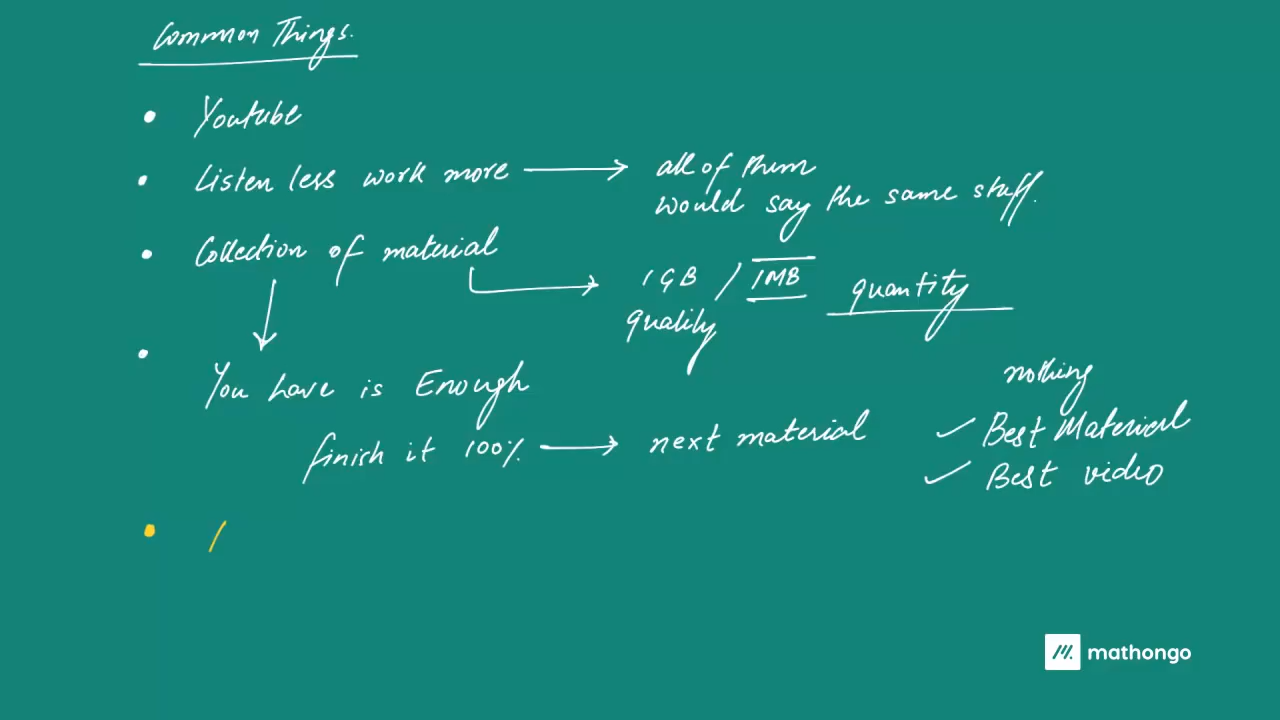 Common Things.
• Youtube
• Listen less work more → all of them
would say the same stuff.
• Collection of material
1GB / 1MB quantity
quality
• You have is Enough
nothing
finish it 100% → next material
✓ Best Material
✓ Best video
•
mathongo